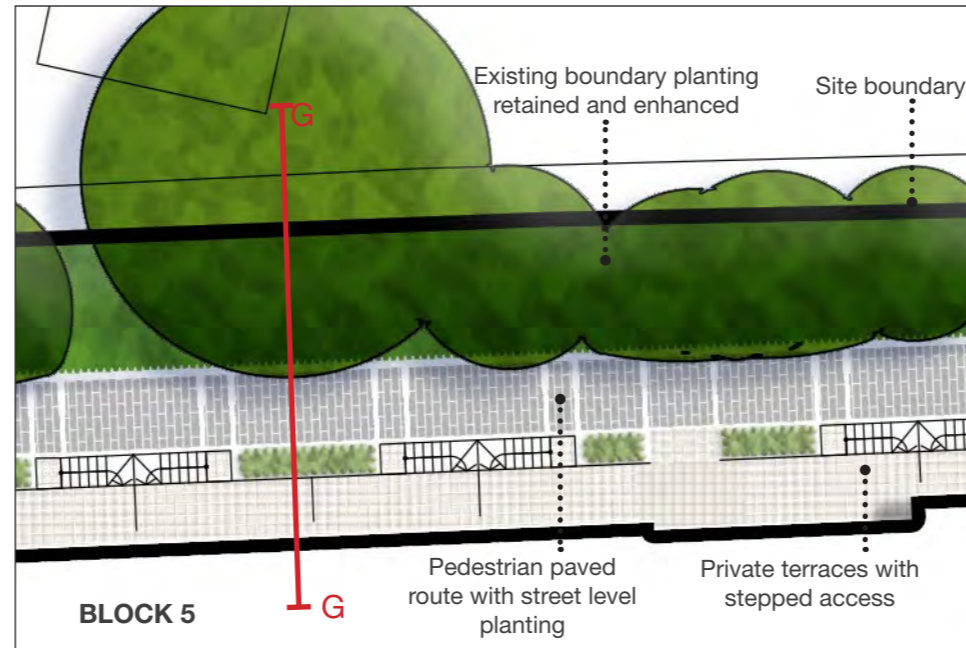 Existing boundary planting
retained and enhanced
Site boundary
G
Pedestrian paved
route with street level
planting
Private terraces with
stepped access
BLOCK 5
G